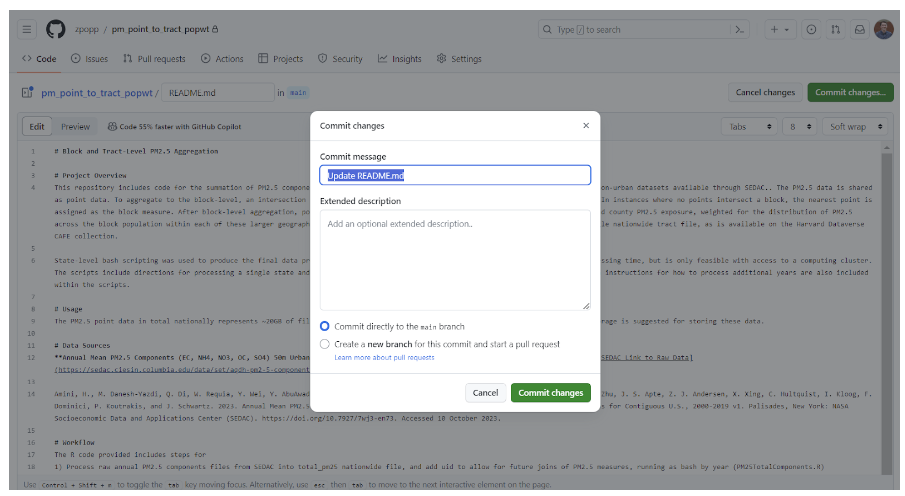 zpopp / pm_point_to_tract_popwt
Type / to search
Code Issues Pull requests Actions Projects Security Insights Settings
pm_point_to_tract_popwt / README.md in main
Cancel changes Commit changes...
Edit Preview Code 55% faster with GitHub Copilot
Tabs 8 Soft wrap
Commit changes
Commit message
Update README.md
Extended description
Add an optional extended description..
Commit directly to the main branch
Create a new branch for this commit and start a pull request
Learn more about pull requests
Cancel Commit changes
1 # Block and Tract-Level PM2.5 Aggregation
2
3 # Project Overview
4 This repository includes code for the summation of PM2.5 compone on-urban datasets available through SEDAC.. The PM2.5 data is shared
as point data. To aggregate to the block-level, an intersection In instances where no points intersect a block, the nearest point is
assigned as the block measure. After block-level aggregation, po d county PM2.5 exposure, weighted for the distribution of PM2.5
across the block population within each of these larger geograph le nationwide tract file, as is available on the Harvard Dataverse
CAFE collection.
5
6 State-level bash scripting was used to produce the final data pr ssing time, but is only feasible with access to a computing cluster.
The scripts include directions for processing a single state and instructions for how to process additional years are also included
within the scripts.
7
8 # Usage
9 The PM2.5 point data in total nationally represents ~20GB of fil rage is suggested for storing these data.
10
11 # Data Sources
12 **Annual Mean PM2.5 Components (EC, NH4, NO3, OC, SO4) 50m Urban SEDAC Link to Raw Data]
(https://sedac.ciesin.columbia.edu/data/set/aqdh-pm2-5-component
13
14 Amini, H., M. Danesh-Yazdi, Q. Di, W. Requia, Y. Wei, Y. AbuAwad Zhu, J. S. Apte, Z. J. Andersen, X. Xing, C. Hultquist, I. Kloog, F.
Dominici, P. Koutrakis, and J. Schwartz. 2023. Annual Mean PM2. s for Contiguous U.S., 2000-2019 v1. Palisades, New York: NASA
Socioeconomic Data and Applications Center (SEDAC). https://doi.org/10.7927/7wj3-en73. Accessed 10 October 2023.
15
16 # Workflow
17 The R code provided includes steps for
18 1) Process raw annual PM2.5 components files from SEDAC into total_pm25 nationwide file, and add uid to allow for future joins of PM2.5 measures, running as bash by year (PM25TotalComponents.R)
Use Control + Shift + m to toggle the tab key moving focus. Alternatively, use esc then tab to move to the next interactive element on the page.